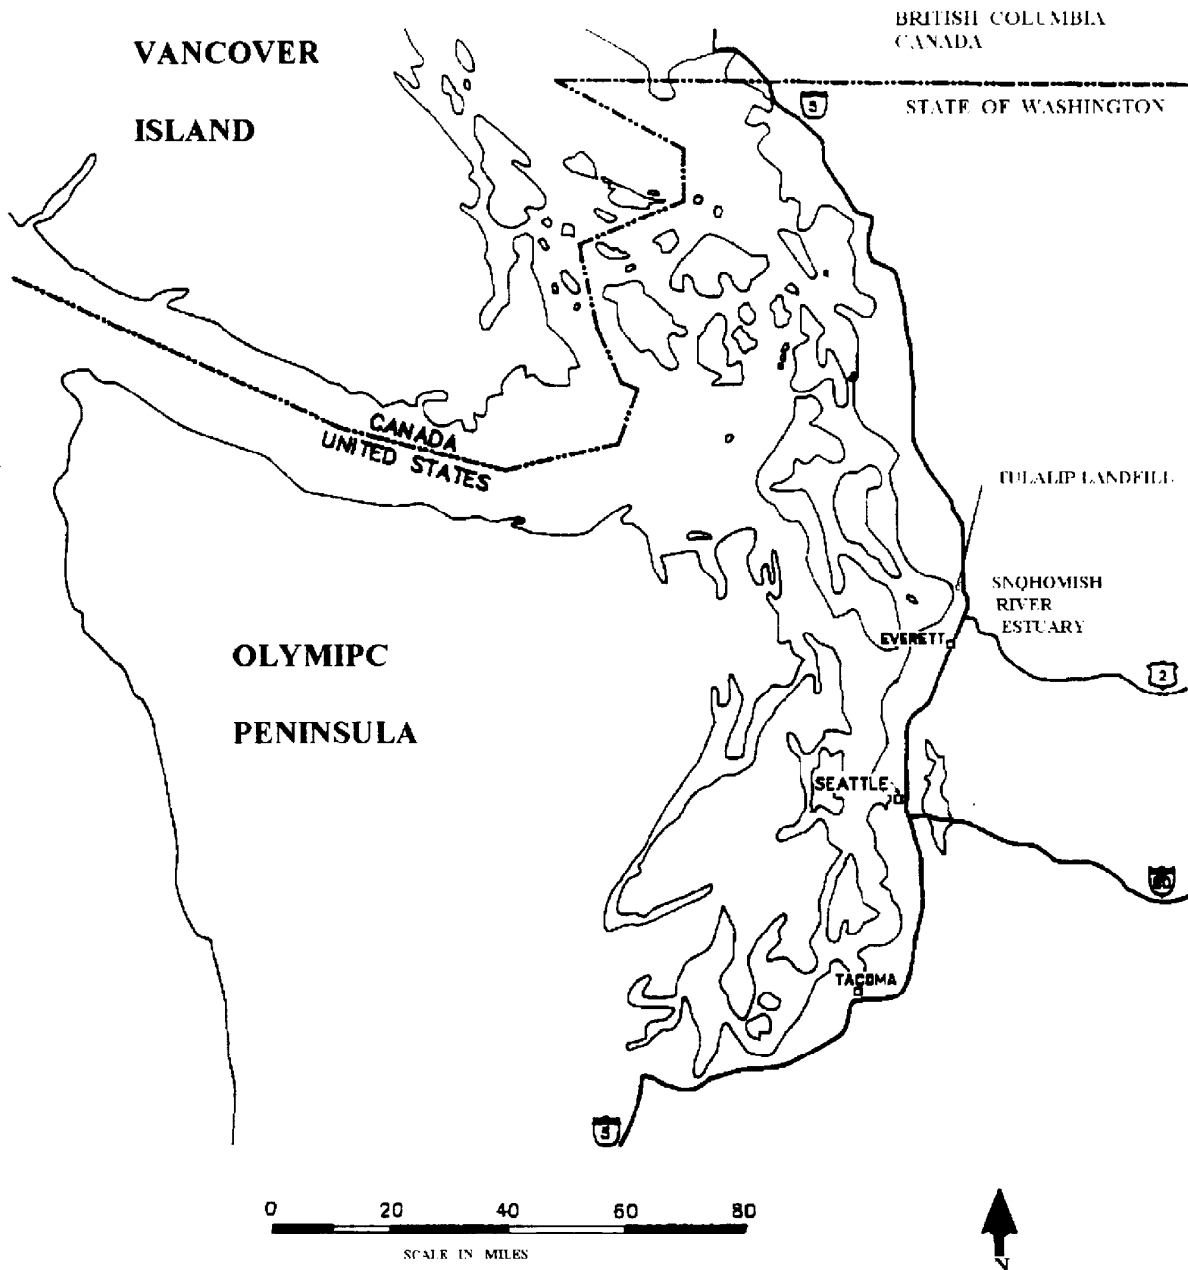 VANCOVER
ISLAND
BRITISH COLUMBIA
CANADA
5
STATE OF WASHINGTON
CANADA
UNITED STATES
TULALIP LANDFILL
SNQHOMISH
RIVER
ESTUARY
EVERETT
2
OLYMIPC
PENINSULA
SEATTLE
90
TACOMA
5
0 20 40 60 80
SCALE IN MILES
N